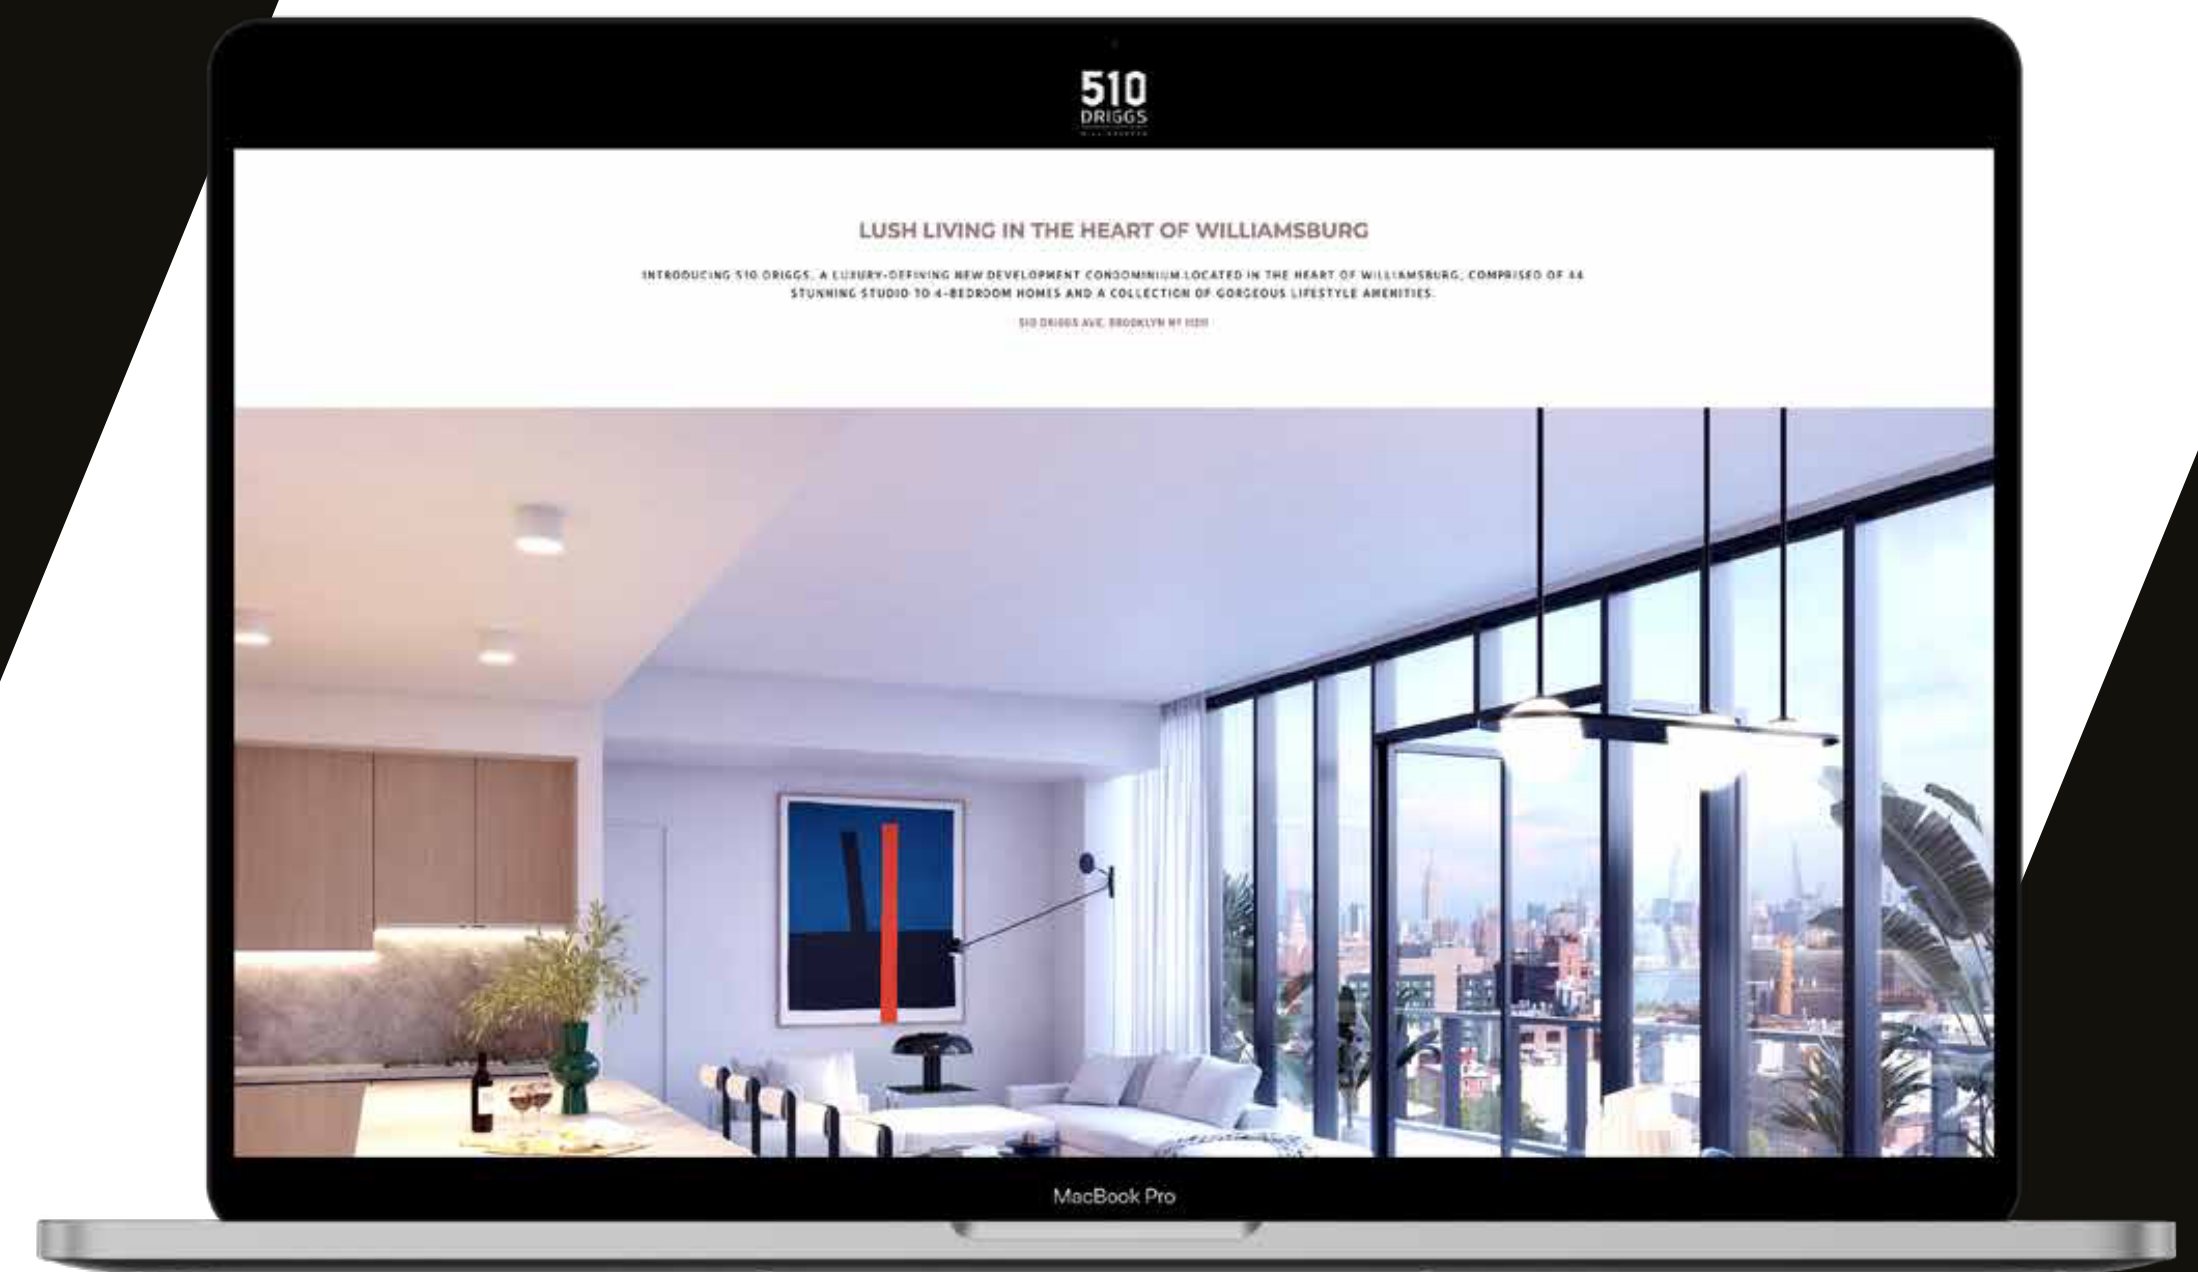 510
DRIGGS
LUSH LIVING IN THE HEART OF WILLIAMSBURG
INTRODUCING 510 DRIGGS, A LUXURY-DEFINING NEW DEVELOPMENT CONDOMINIUM LOCATED IN THE HEART OF WILLIAMSBURG, COMPRISED OF 44
STUNNING STUDIO TO 4-BEDROOM HOMES AND A COLLECTION OF GORGEOUS LIFESTYLE AMENITIES.
510 DRIGGS AVE, BROOKLYN NY
MacBook Pro